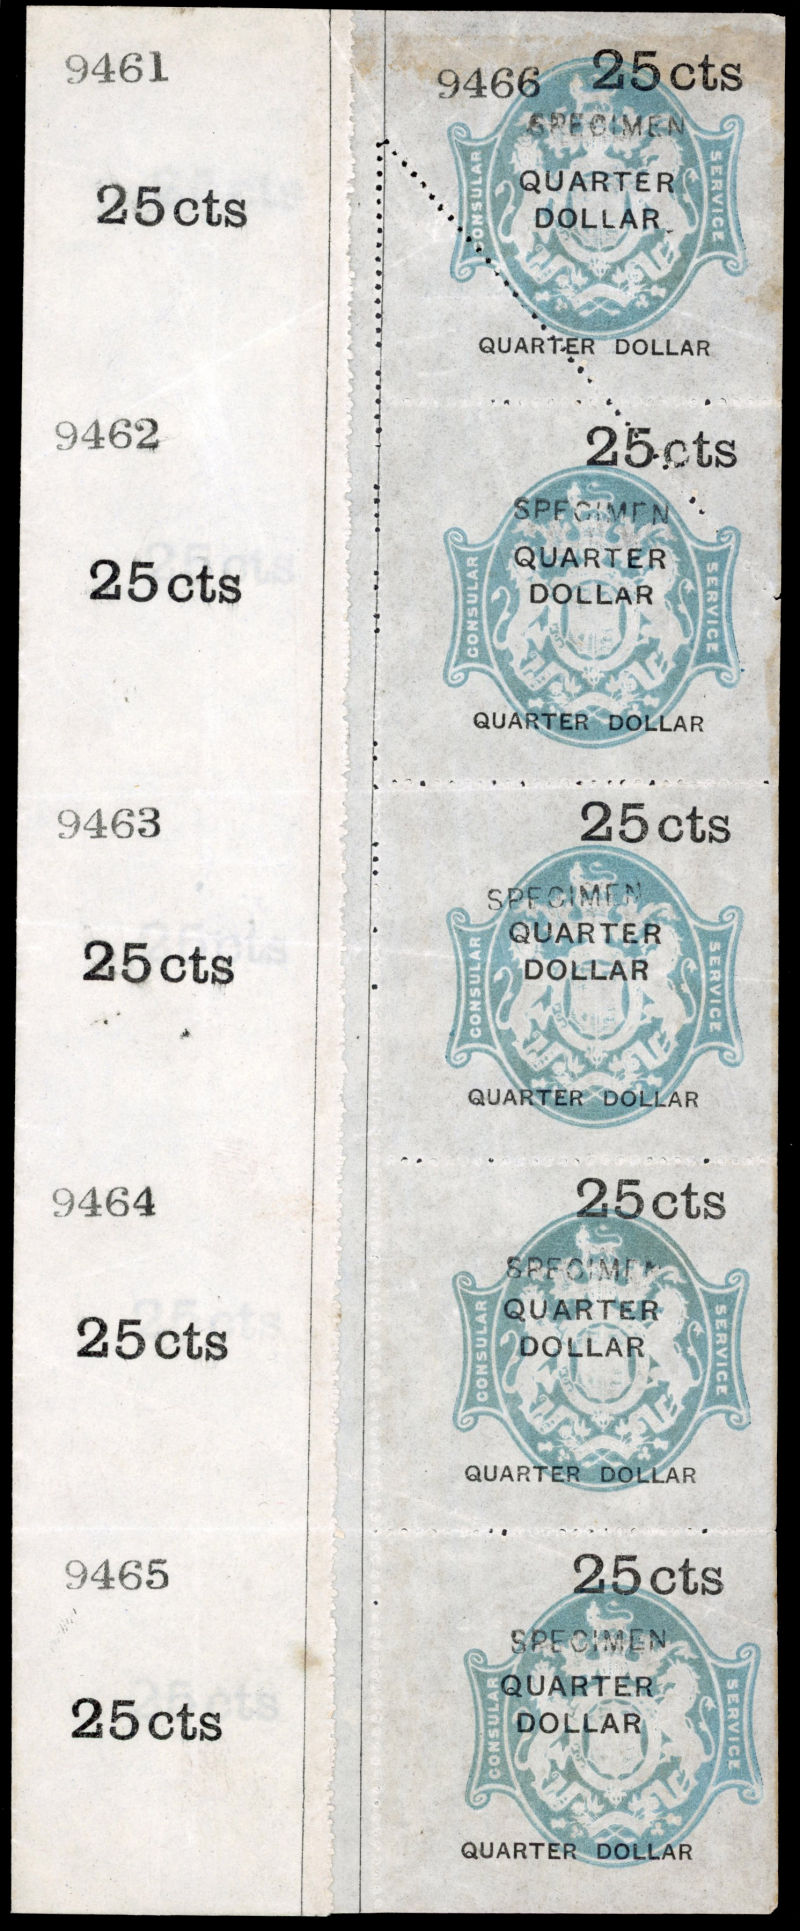 9461
25cts
9462
25cts
9463
25cts
9464
25cts
9465
25cts
9466 25cts
SPECIMEN
CONSULAR SERVICE
QUARTER
DOLLAR
QUARTER DOLLAR
25cts
SPECIMEN
CONSULAR SERVICE
QUARTER
DOLLAR
QUARTER DOLLAR
25cts
SPECIMEN
CONSULAR SERVICE
QUARTER
DOLLAR
QUARTER DOLLAR
25cts
SPECIMEN
CONSULAR SERVICE
QUARTER
DOLLAR
QUARTER DOLLAR
25cts
SPECIMEN
CONSULAR SERVICE
QUARTER
DOLLAR
QUARTER DOLLAR